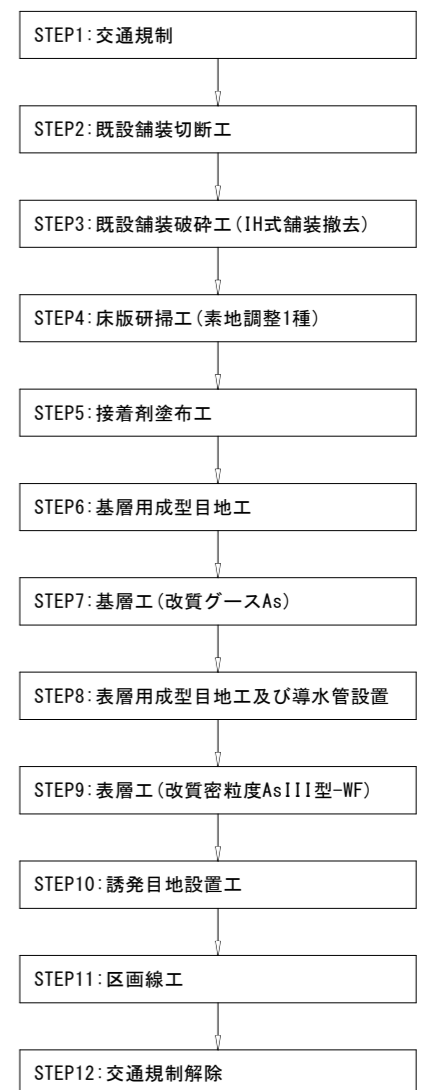 STEP1:交通規制
STEP2:既設舗装切断工
STEP3:既設舗装破砕工(IH式舗装撤去)
STEP4:床版研掃工(素地調整1種)
STEP5:接着剤塗布工
STEP6:基層用成型目地工
STEP7:基層工(改質グースAs)
STEP8:表層用成型目地工及び導水管設置
STEP9:表層工(改質密粒度AsIII型-WF)
STEP10:誘発目地設置工
STEP11:区画線工
STEP12:交通規制解除